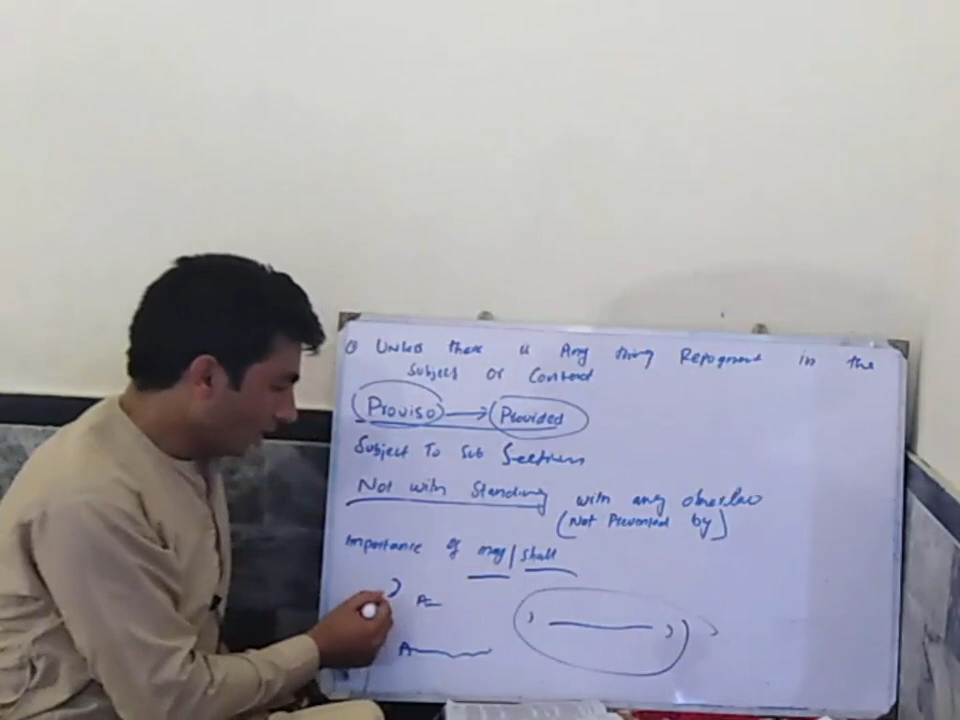 Unless there is Any thing Repognent in the
Subject or Context
Proviso → Provided
Subject To Sub Sections
Not with Standing with any other law
(Not Prevented by)
Importance of may / shall
A
A